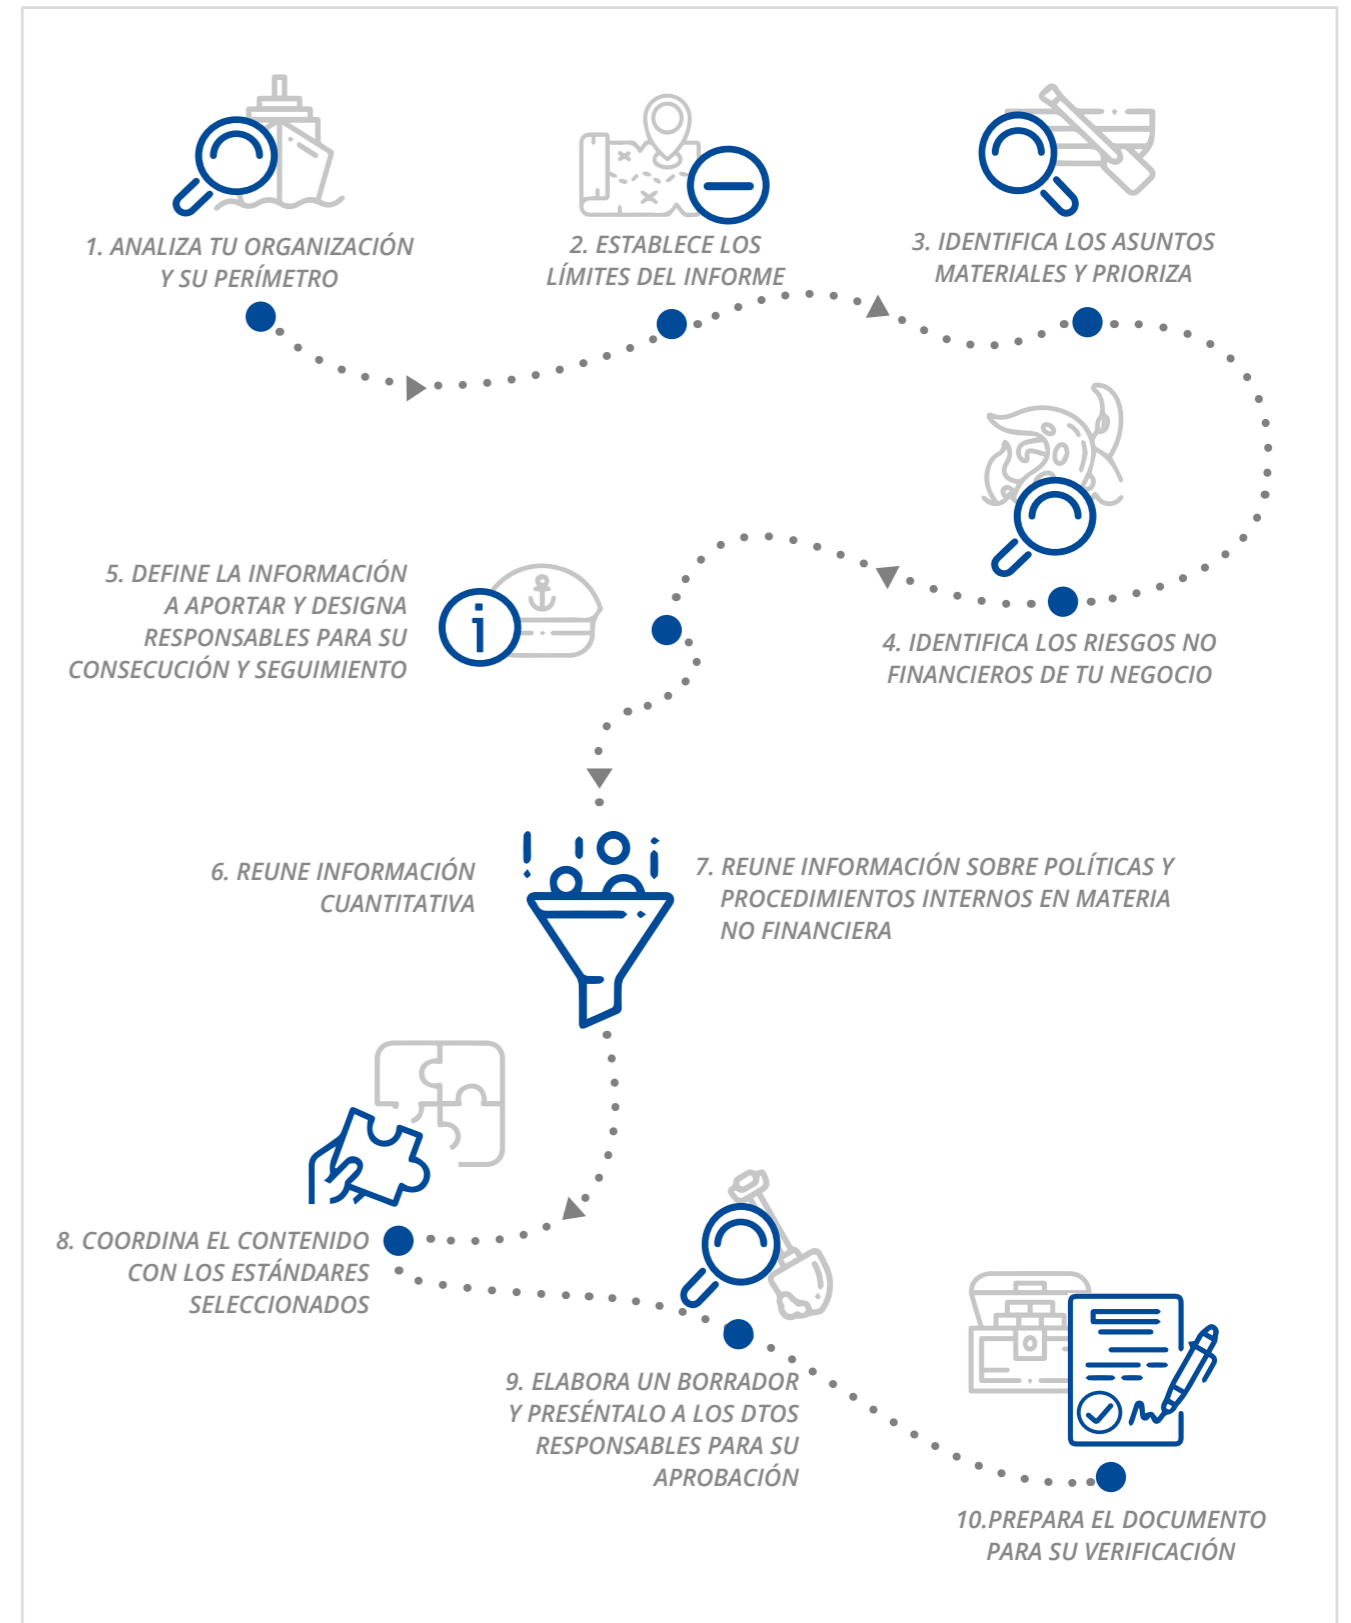 1. ANALIZA TU ORGANIZACIÓN
Y SU PERÍMETRO
2. ESTABLECE LOS
LÍMITES DEL INFORME
3. IDENTIFICA LOS ASUNTOS
MATERIALES Y PRIORIZA
4. IDENTIFICA LOS RIESGOS NO
FINANCIEROS DE TU NEGOCIO
5. DEFINE LA INFORMACIÓN
A APORTAR Y DESIGNA
RESPONSABLES PARA SU
CONSECUCIÓN Y SEGUIMIENTO
6. REUNE INFORMACIÓN
CUANTITATIVA
7. REUNE INFORMACIÓN SOBRE POLÍTICAS Y
PROCEDIMIENTOS INTERNOS EN MATERIA
NO FINANCIERA
8. COORDINA EL CONTENIDO
CON LOS ESTÁNDARES
SELECCIONADOS
9. ELABORA UN BORRADOR
Y PRESÉNTALO A LOS DTOS
RESPONSABLES PARA SU
APROBACIÓN
10.PREPARA EL DOCUMENTO
PARA SU VERIFICACIÓN